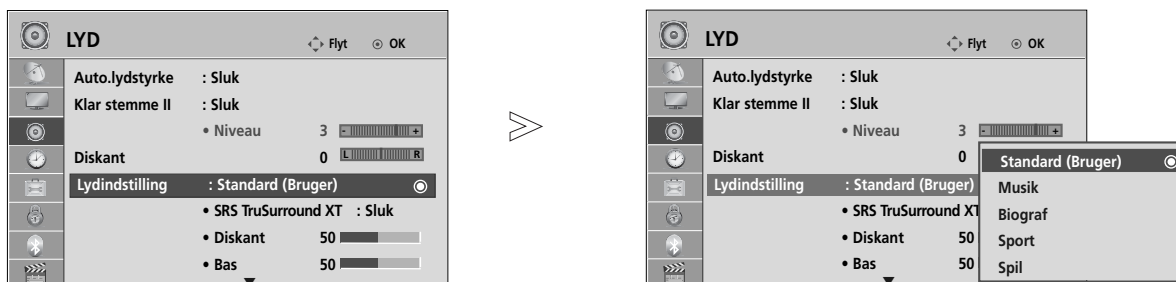 LYD Flyt OK
Auto.lydstyrke : Sluk
Klar stemme II : Sluk
• Niveau 3 - +
Diskant 0 L R
Lydindstilling : Standard (Bruger)
• SRS TruSurround XT : Sluk
• Diskant 50
• Bas 50
LYD Flyt OK
Auto.lydstyrke : Sluk
Klar stemme II : Sluk
• Niveau 3 - +
Diskant 0
Lydindstilling : Standard (Bruger)
• SRS TruSurround XT
• Diskant 50
• Bas 50
Standard (Bruger)
Musik
Biograf
Sport
Spil